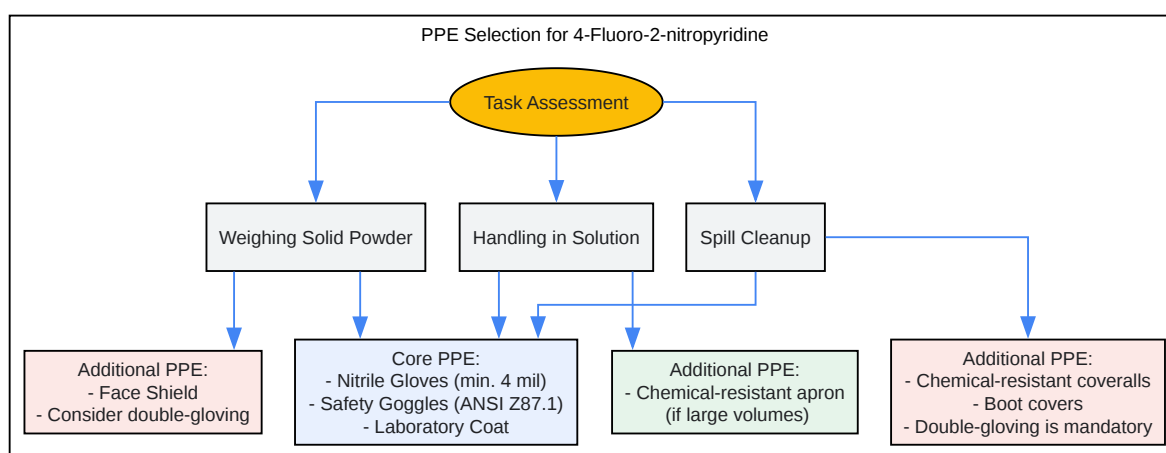 PPE Selection for 4-Fluoro-2-nitropyridine
Task Assessment
Weighing Solid Powder
Handling in Solution
Spill Cleanup
Additional PPE:
- Face Shield
- Consider double-gloving
Core PPE:
- Nitrile Gloves (min. 4 mil)
- Safety Goggles (ANSI Z87.1)
- Laboratory Coat
Additional PPE:
- Chemical-resistant apron
(if large volumes)
Additional PPE:
- Chemical-resistant coveralls
- Boot covers
- Double-gloving is mandatory